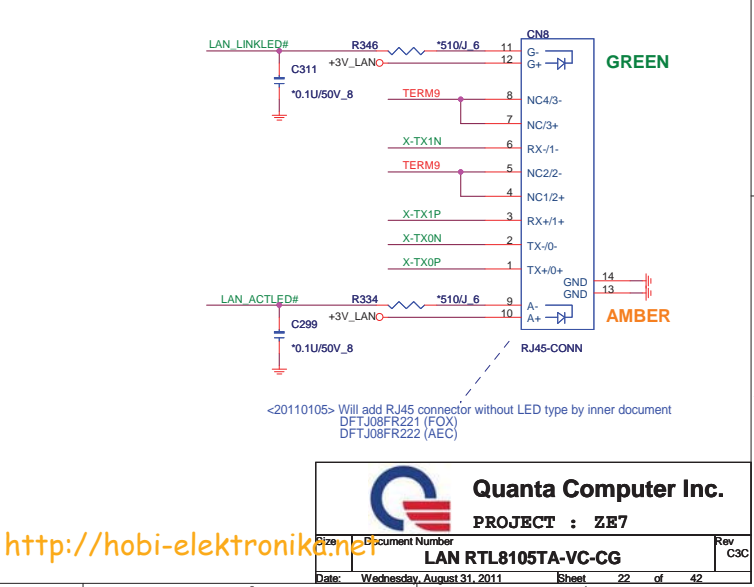 CN8
LAN_LINKLED# R346 *510/J_6 11 G-
+3V_LAN 12 G+ GREEN
C311
*0.1U/50V_8
TERM9 8 NC4/3-
7 NC/3+
X-TX1N 6 RX-/1-
TERM9 5 NC2/2-
4 NC1/2+
X-TX1P 3 RX+/1+
X-TX0N 2 TX-/0-
X-TX0P 1 TX+/0+
GND 14
GND 13
LAN_ACTLED# R334 *510/J_6 9 A-
+3V_LAN 10 A+ AMBER
C299
*0.1U/50V_8
RJ45-CONN
<20110105> Will add RJ45 connector without LED type by inner document
DFTJ08FR221 (FOX)
DFTJ08FR222 (AEC)
Quanta Computer Inc.
PROJECT : ZE7
http://hobi-elektronika.net
Size Document Number Rev
LAN RTL8105TA-VC-CG C3C
Date: Wednesday, August 31, 2011 Sheet 22 of 42